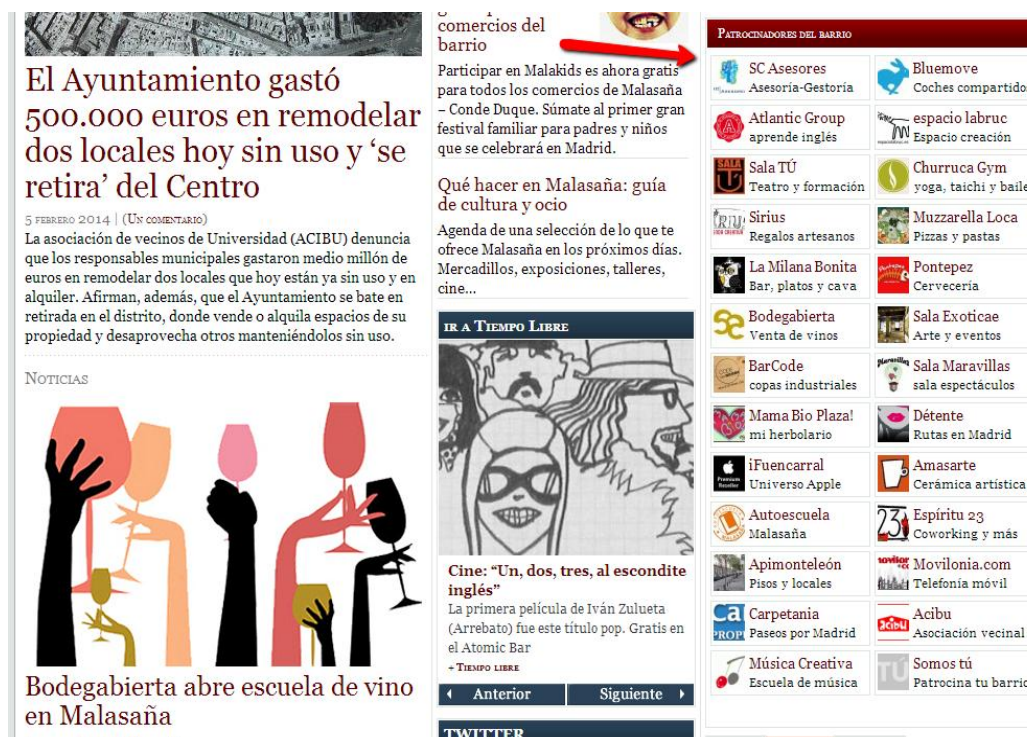 El Ayuntamiento gastó
500.000 euros en remodelar
dos locales hoy sin uso y ‘se
retira’ del Centro
5 FEBRERO 2014 | (UN COMENTARIO)
La asociación de vecinos de Universidad (ACIBU) denuncia
que los responsables municipales gastaron medio millón de
euros en remodelar dos locales que hoy están ya sin uso y en
alquiler. Afirman, además, que el Ayuntamiento se bate en
retirada en el distrito, donde vende o alquila espacios de su
propiedad y desaprovecha otros manteniéndolos sin uso.
NOTICIAS
Bodegabierta abre escuela de vino
en Malasaña
comercios del
barrio
Participar en Malakids es ahora gratis
para todos los comercios de Malasaña
– Conde Duque. Súmate al primer gran
festival familiar para padres y niños
que se celebrará en Madrid.
Qué hacer en Malasaña: guía
de cultura y ocio
Agenda de una selección de lo que te
ofrece Malasaña en los próximos días.
Mercadillos, exposiciones, talleres,
cine...
IR A TIEMPO LIBRE
Cine: “Un, dos, tres, al escondite
inglés”
La primera película de Iván Zulueta
(Arrebato) fue este título pop. Gratis en
el Atomic Bar
+ TIEMPO LIBRE
Anterior Siguiente
TWITTER
PATROCINADORES DEL BARRIO
SC Asesores
Asesoría-Gestoría
Bluemove
Coches compartidos
Atlantic Group
aprende inglés
espacio labruc
Espacio creación
SALA
Sala TÚ
Teatro y formación
Churruca Gym
yoga, taichi y baile
Sirius
Regalos artesanos
Muzzarella Loca
Pizzas y pastas
La Milana Bonita
Bar, platos y cava
Pontepez
Cervecería
Bodegabierta
Venta de vinos
Sala Exoticae
Arte y eventos
BarCode
copas industriales
Sala Maravillas
sala espectáculos
Mama Bio Plaza!
mi herbolario
Détente
Rutas en Madrid
Premium
Reseller
iFuencarral
Universo Apple
Amasarte
Cerámica artística
Autoescuela
Malasaña
23
Espíritu 23
Coworking y más
Apimonteleón
Pisos y locales
Movilonia.com
Telefonía móvil
ca
PROPI
Carpetania
Paseos por Madrid
acibu
Acibu
Asociación vecinal
Música Creativa
Escuela de música
TÚ
Somos tú
Patrocina tu barrio